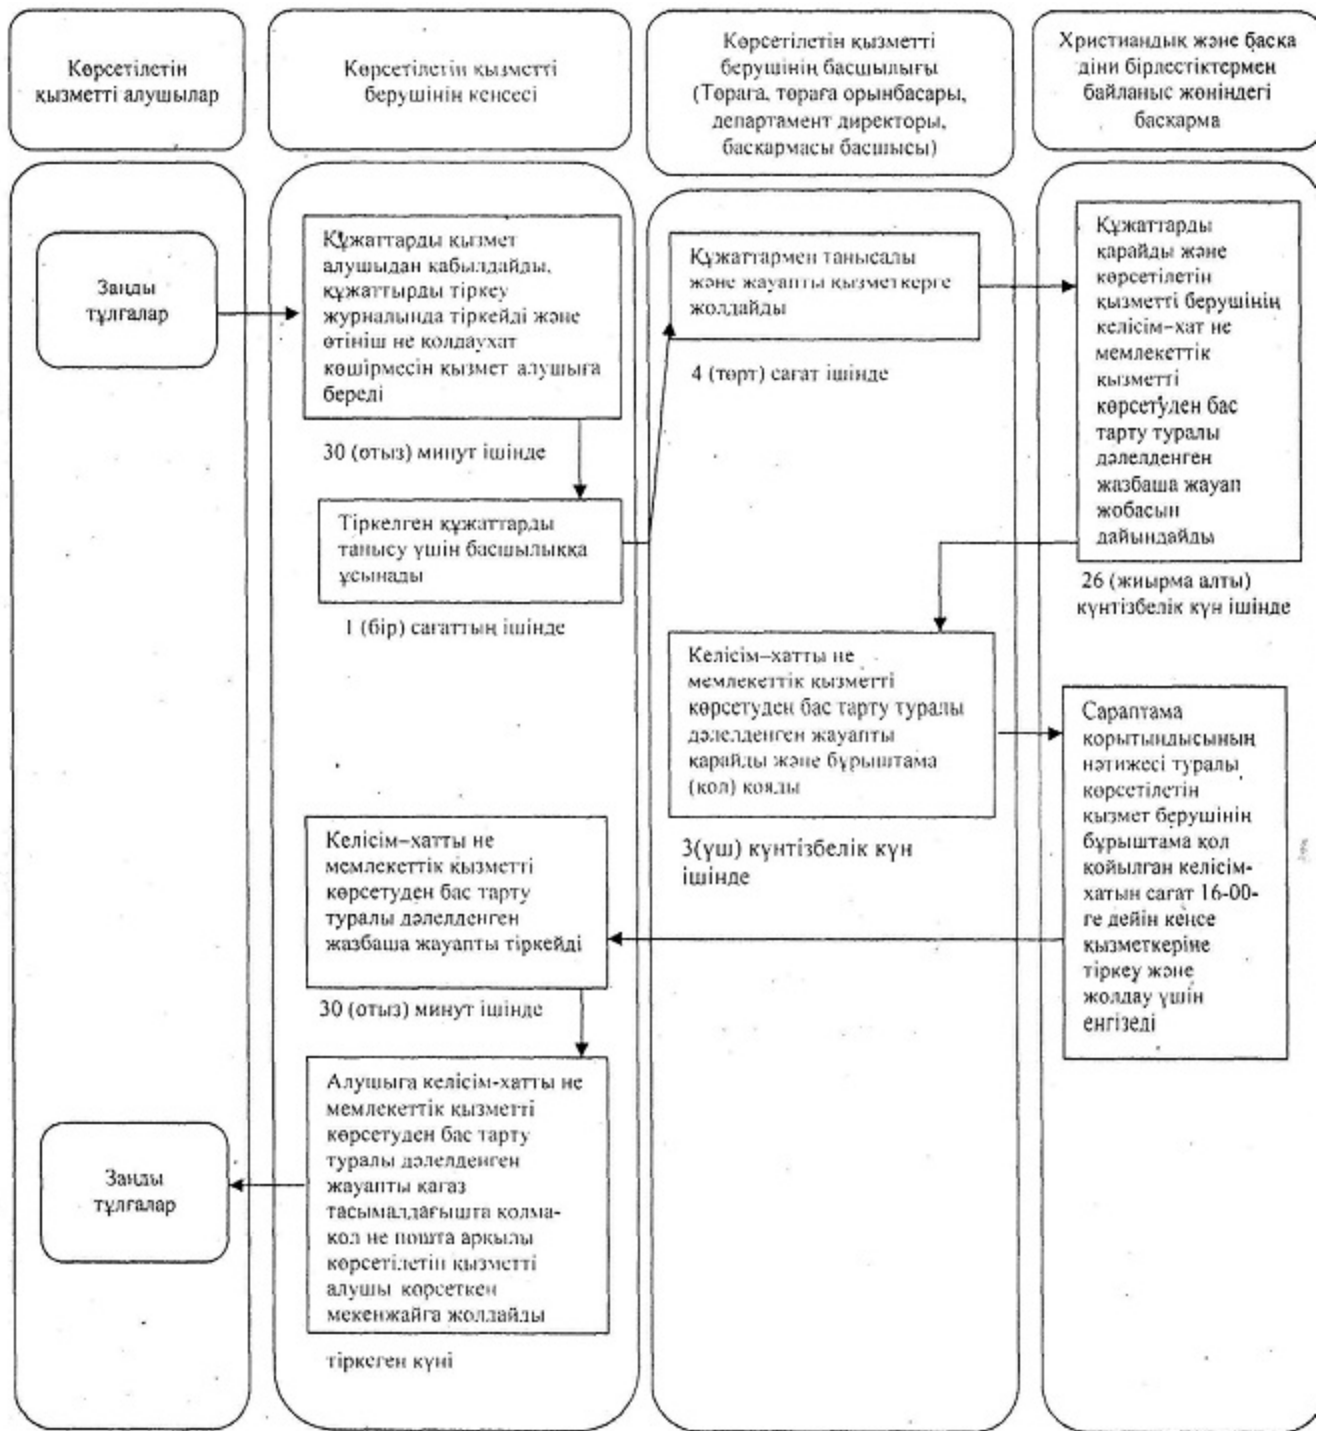 Көрсетілетін
қызметті алушылар
Көрсетілетін қызметті
берушінің кеңсесі
Көрсетілетін қызметті
берушінің басшылығы
(Төраға, төраға орынбасары,
департамент директоры,
басқармасы басшысы)
Христиандық және басқа
діни бірлестіктермен
байланыс жөніндегі
басқарма
Заңды
тұлғалар
Құжаттарды қызмет
алушыдан қабылдайды,
құжаттырды тіркеу
журналында тіркейді және
өтініш не қолдаухат
көшірмесін қызмет алушыға
береді
30 (отыз) минут ішінде
Тіркелген құжаттарды
танысу үшін басшылыққа
ұсынады
1 (бір) сағаттың ішінде
Құжаттармен танысады
және жауапты қызметкерге
жолдайды
4 (төрт) сағат ішінде
Құжаттарды
қарайды және
көрсетілетін
қызметті берушінің
келісім–хат не
мемлекеттік
қызметті
көрсетуден бас
тарту туралы
дәлелденген
жазбаша жауап
жобасын
дайындайды
26 (жиырма алты)
күнтізбелік күн ішінде
Келісім–хатты не
мемлекеттік қызметті
көрсетуден бас тарту туралы
дәлелденген жауапты
қарайды және бұрыштама
(қол) қояды
3(үш) күнтізбелік күн
ішінде
Сараптама
қорытындысының
нәтижесі туралы
көрсетілетін
қызмет берушінің
бұрыштама қол
қойылған келісім-
хатын сағат 16-00-
ге дейін кеңсе
қызметкеріне
тіркеу және
жолдау үшін
енгізеді
Келісім–хатты не
мемлекеттік қызметті
көрсетуден бас тарту
туралы дәлелденген
жазбаша жауапты тіркейді
30 (отыз) минут ішінде
Алушыға келісім-хатты не
мемлекеттік қызметті
көрсетуден бас тарту
туралы дәлелденген
жауапты қағаз
тасымалдағышта қолма-
қол не пошта арқылы
көрсетілетін қызметті
алушы көрсеткен
мекенжайға жолдайды
тіркеген күні
Заңды
тұлғалар